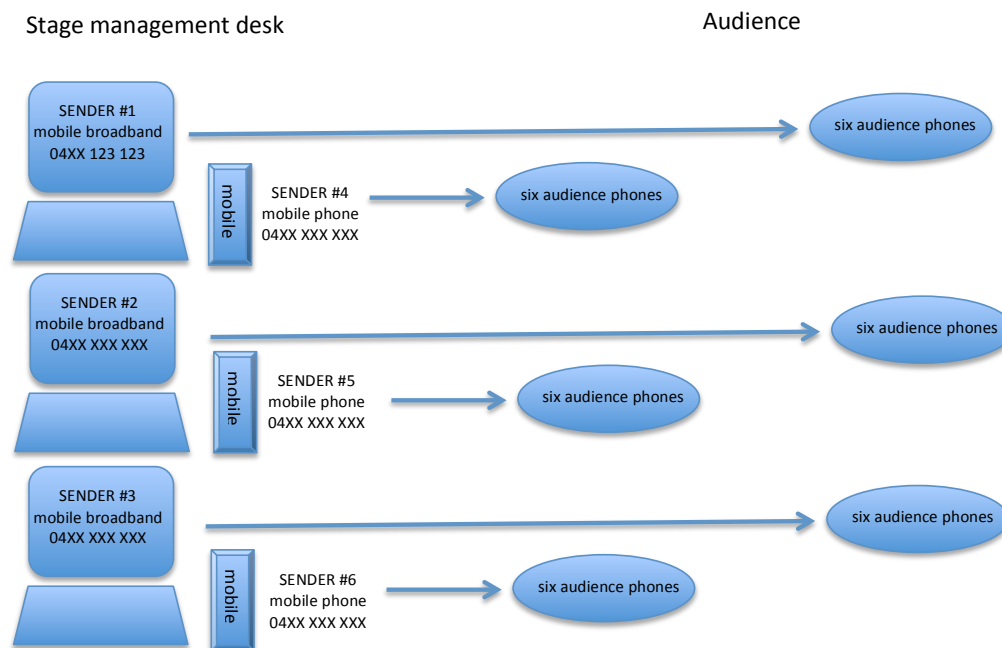 Stage management desk
Audience
SENDER #1
mobile broadband
04XX 123 123
six audience phones
mobile
SENDER #4
mobile phone
04XX XXX XXX
six audience phones
SENDER #2
mobile broadband
04XX XXX XXX
six audience phones
mobile
SENDER #5
mobile phone
04XX XXX XXX
six audience phones
SENDER #3
mobile broadband
04XX XXX XXX
six audience phones
mobile
SENDER #6
mobile phone
04XX XXX XXX
six audience phones